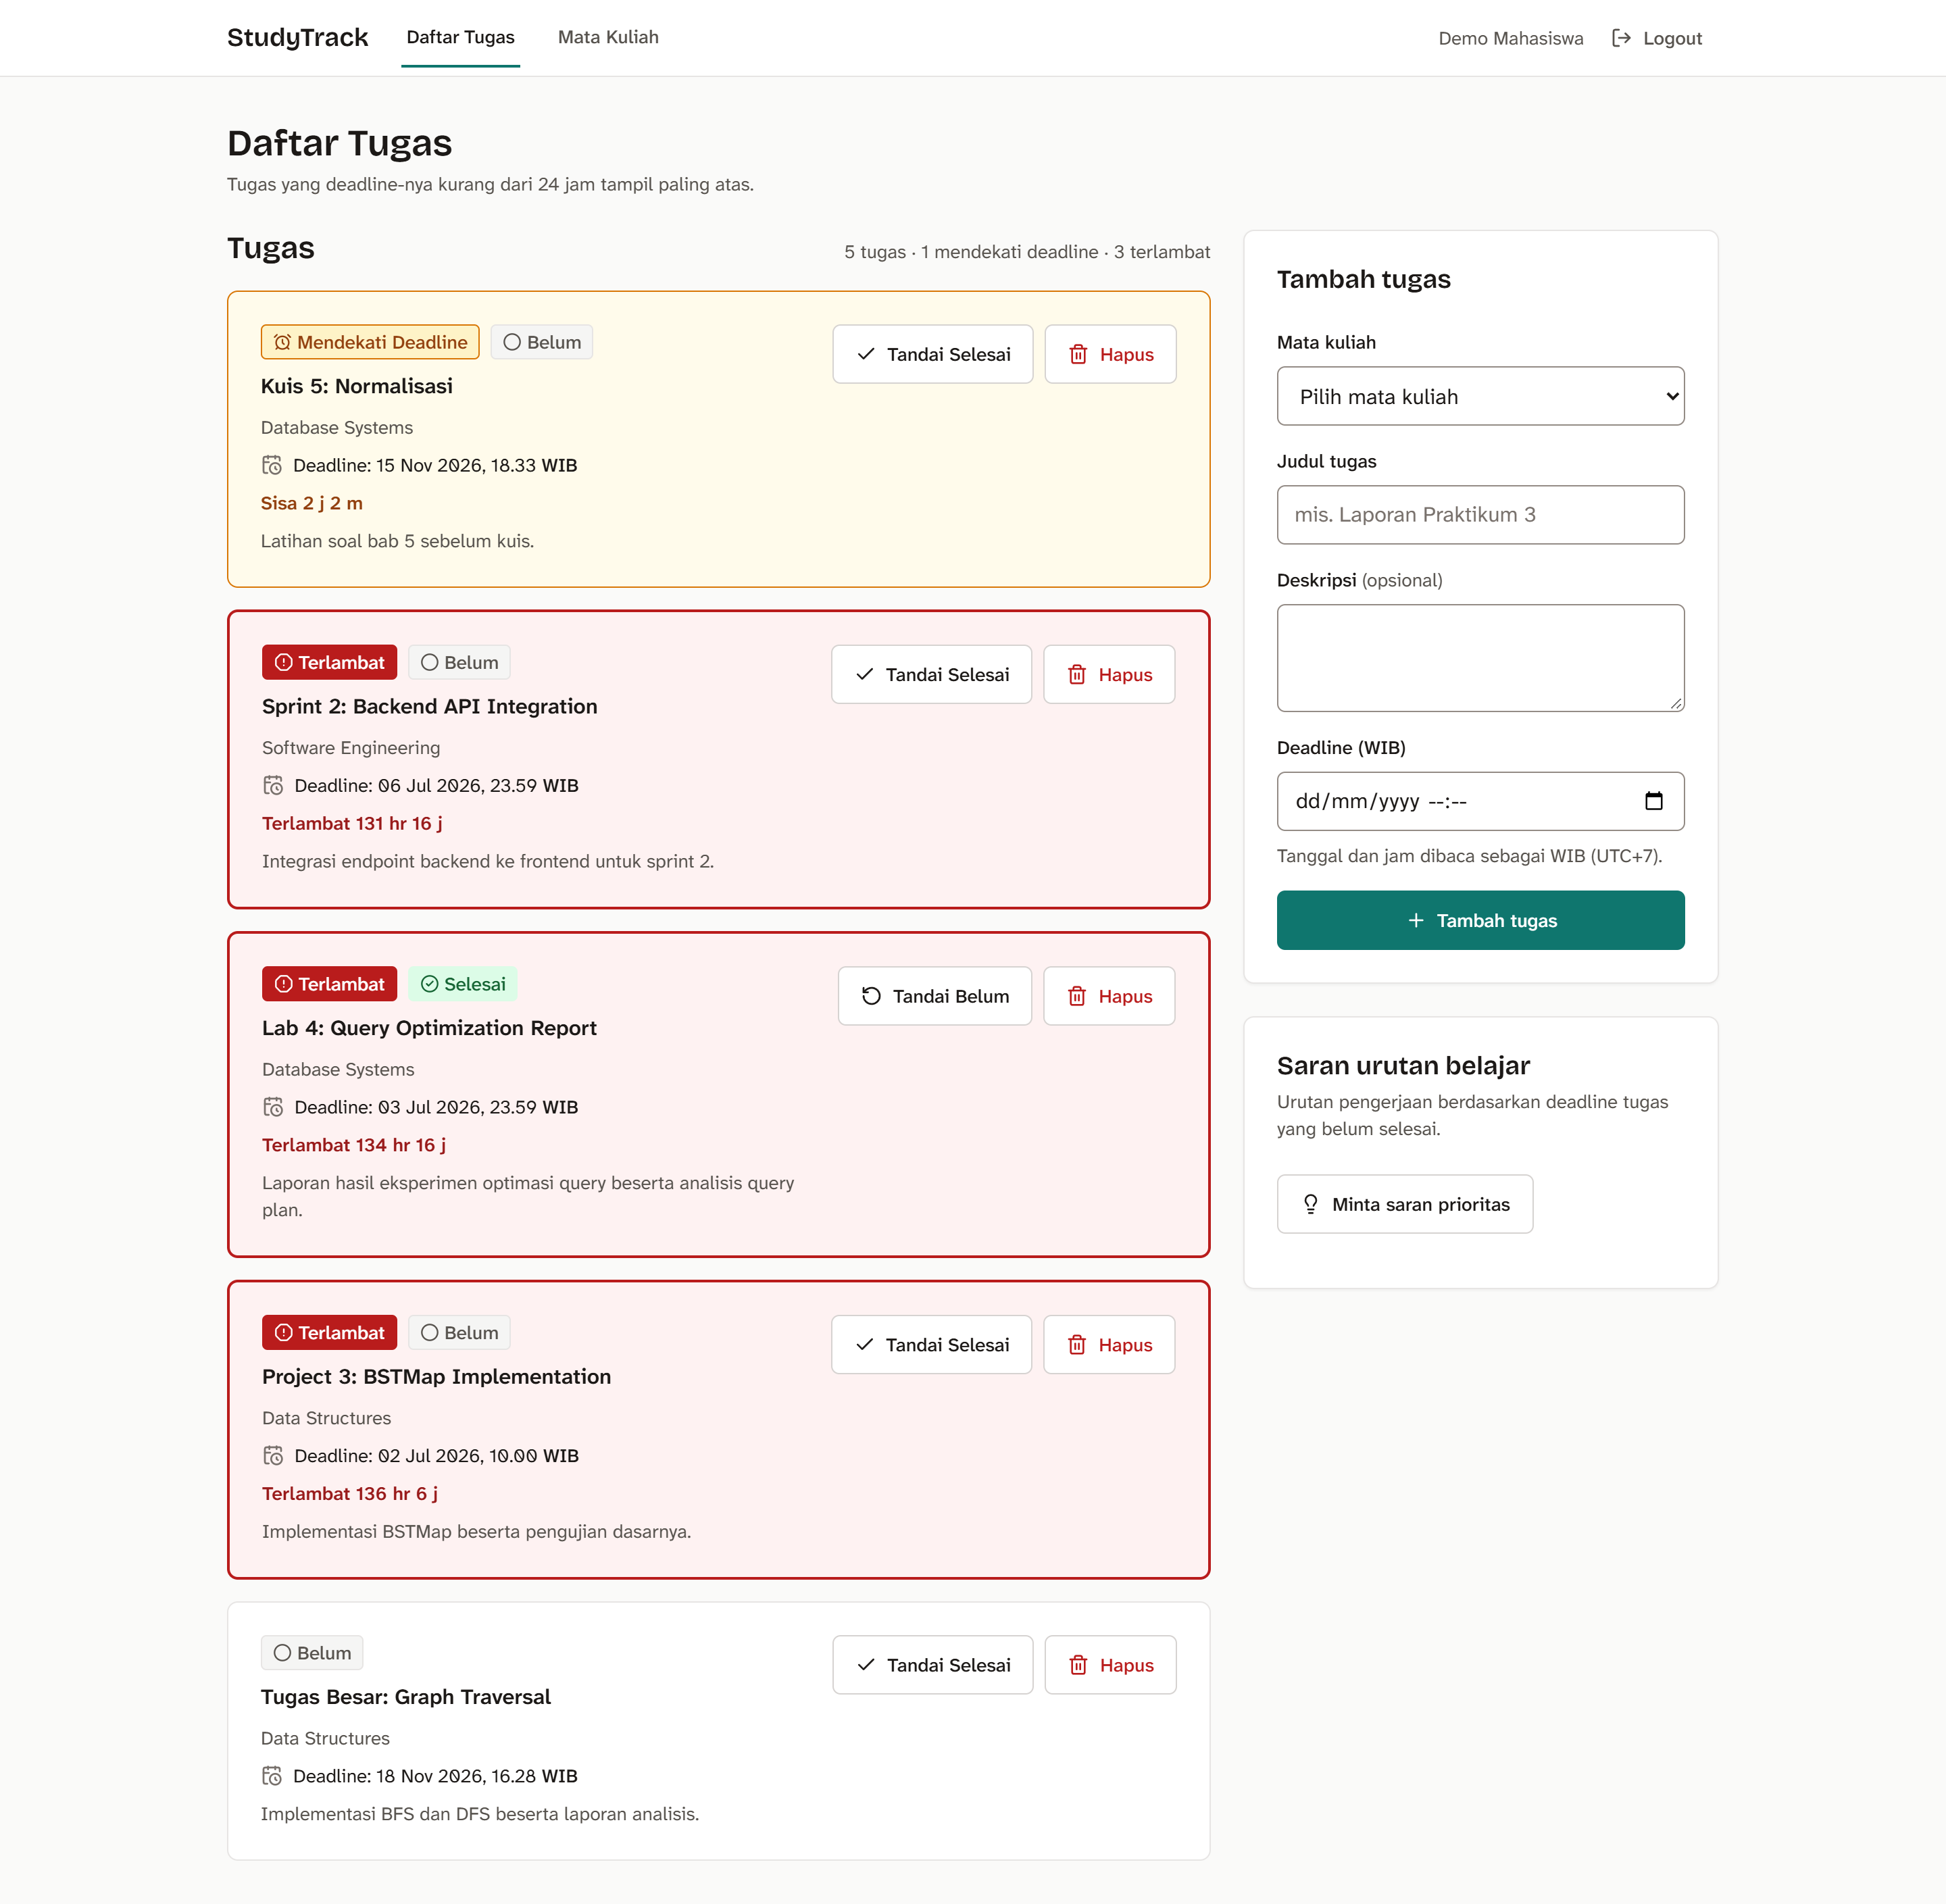 StudyTrack
Daftar Tugas
Mata Kuliah
Demo Mahasiswa
Logout
Daftar Tugas
Tugas yang deadline-nya kurang dari 24 jam tampil paling atas.
Tugas
5 tugas · 1 mendekati deadline · 3 terlambat
Mendekati Deadline
Belum
Tandai Selesai
Hapus
Kuis 5: Normalisasi
Database Systems
Deadline: 15 Nov 2026, 18.33 WIB
Sisa 2 j 2 m
Latihan soal bab 5 sebelum kuis.
Terlambat
Belum
Tandai Selesai
Hapus
Sprint 2: Backend API Integration
Software Engineering
Deadline: 06 Jul 2026, 23.59 WIB
Terlambat 131 hr 16 j
Integrasi endpoint backend ke frontend untuk sprint 2.
Terlambat
Selesai
Tandai Belum
Hapus
Lab 4: Query Optimization Report
Database Systems
Deadline: 03 Jul 2026, 23.59 WIB
Terlambat 134 hr 16 j
Laporan hasil eksperimen optimasi query beserta analisis query
plan.
Terlambat
Belum
Tandai Selesai
Hapus
Project 3: BSTMap Implementation
Data Structures
Deadline: 02 Jul 2026, 10.00 WIB
Terlambat 136 hr 6 j
Implementasi BSTMap beserta pengujian dasarnya.
Belum
Tandai Selesai
Hapus
Tugas Besar: Graph Traversal
Data Structures
Deadline: 18 Nov 2026, 16.28 WIB
Implementasi BFS dan DFS beserta laporan analisis.
Tambah tugas
Mata kuliah
Pilih mata kuliah
Judul tugas
mis. Laporan Praktikum 3
Deskripsi (opsional)
Deadline (WIB)
dd/mm/yyyy --:--
Tanggal dan jam dibaca sebagai WIB (UTC+7).
Tambah tugas
Saran urutan belajar
Urutan pengerjaan berdasarkan deadline tugas
yang belum selesai.
Minta saran prioritas